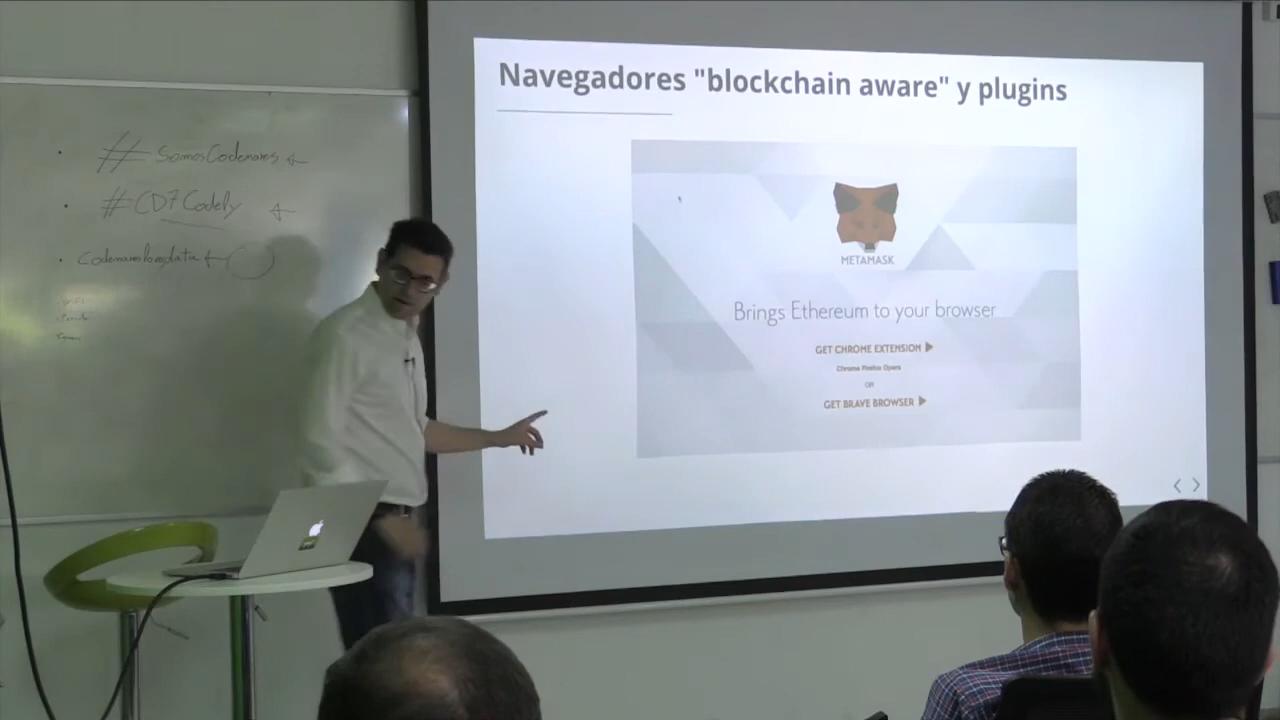 #SomosCodemares
#CD7Codely
Navegadores "blockchain aware" y plugins
METAMASK
Brings Ethereum to your browser
GET CHROME EXTENSION
Chrome Firefox Opera
OR
GET BRAVE BROWSER